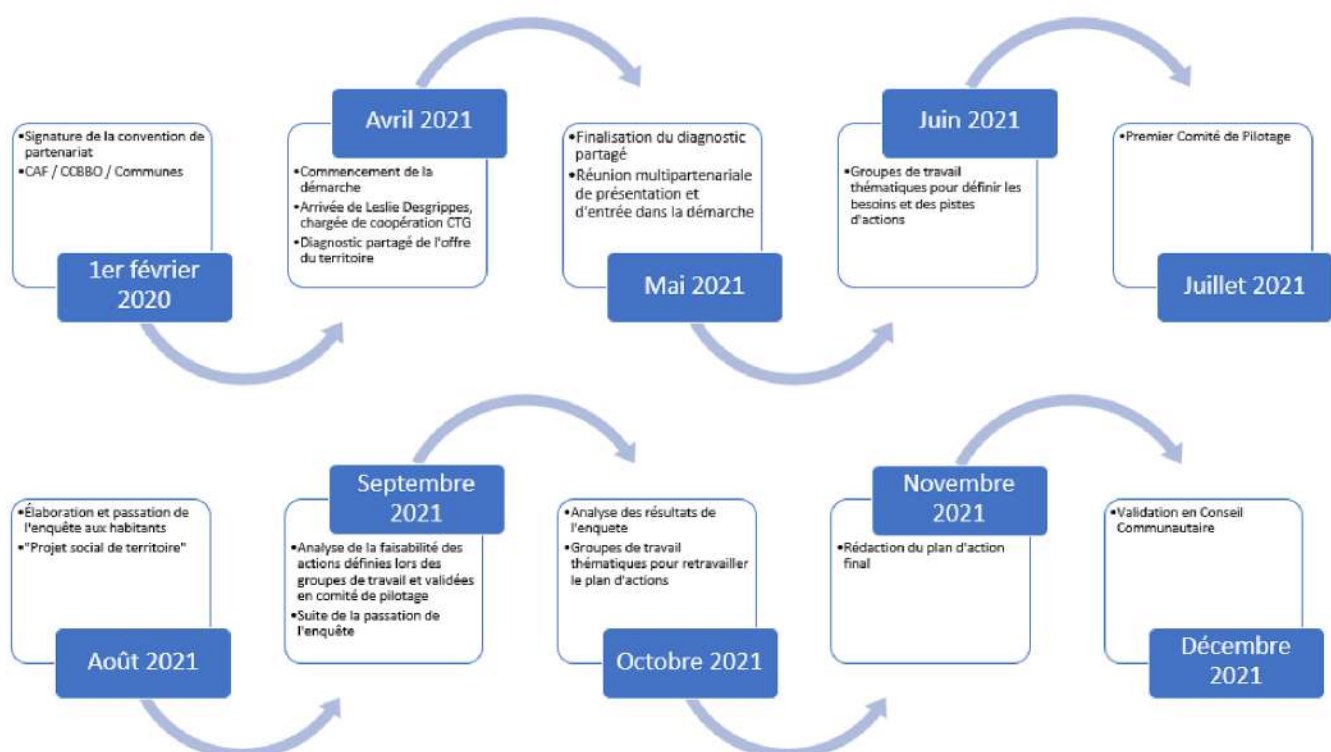 •Signature de la convention de
partenariat
•CAF / CCBBO / Communes
1er février
2020
Avril 2021
•Commencement de la
démarche
•Arrivée de Leslie Desgrippes,
chargée de coopération CTG
•Diagnostic partagé de l'offre
du territoire
•Finalisation du diagnostic
partagé
•Réunion multipartenariale
de présentation et
d'entrée dans la démarche
Mai 2021
Juin 2021
•Groupes de travail
thématiques pour définir les
besoins et des pistes
d'actions
•Premier Comité de Pilotage
Juillet 2021
•Élaboration et passation de
l'enquête aux habitants
•"Projet social de territoire"
Août 2021
Septembre
2021
•Analyse de la faisabilité des
actions définies lors des
groupes de travail et validées
en comité de pilotage
•Suite de la passation de
l'enquête
•Analyse des résultats de
l'enquete
•Groupes de travail
thématiques pour retravailler
le plan d'actions
Octobre 2021
Novembre
2021
•Rédaction du plan d'action
final
•Validation en Conseil
Communautaire
Décembre
2021